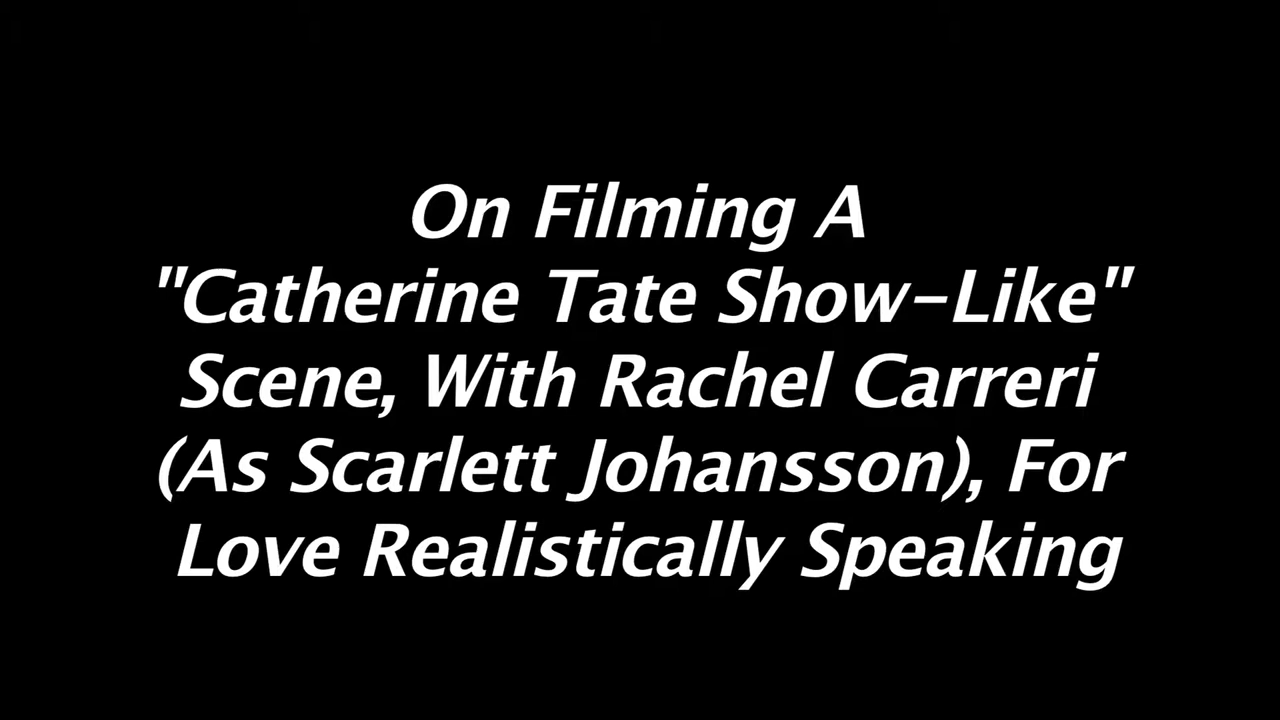 On Filming A
"Catherine Tate Show-Like"
Scene, With Rachel Carreri
(As Scarlett Johansson), For
Love Realistically Speaking